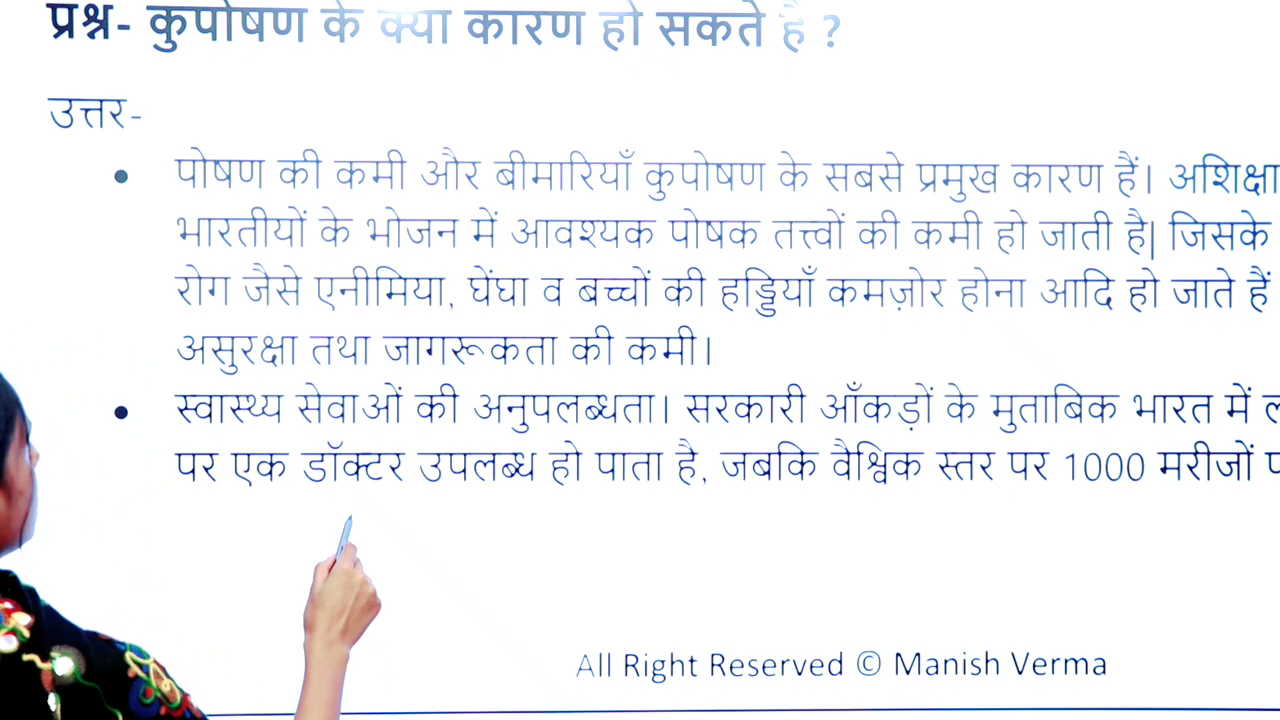 प्रश्न- कुपोषण के क्या कारण हो सकते है ?
उत्तर-
• पोषण की कमी और बीमारियाँ कुपोषण के सबसे प्रमुख कारण हैं। अशिक्षा
भारतीयों के भोजन में आवश्यक पोषक तत्त्वों की कमी हो जाती है| जिसके
रोग जैसे एनीमिया, घेंघा व बच्चों की हड्डियाँ कमज़ोर होना आदि हो जाते हैं
असुरक्षा तथा जागरूकता की कमी।
• स्वास्थ्य सेवाओं की अनुपलब्धता। सरकारी आँकड़ों के मुताबिक भारत में
पर एक डॉक्टर उपलब्ध हो पाता है, जबकि वैश्विक स्तर पर 1000 मरीजों
All Right Reserved © Manish Verma